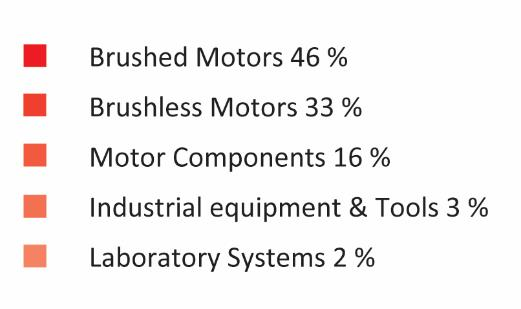 Brushed Motors 46 %
Brushless Motors 33 %
Motor Components 16 %
Industrial equipment & Tools 3 %
Laboratory Systems 2 %